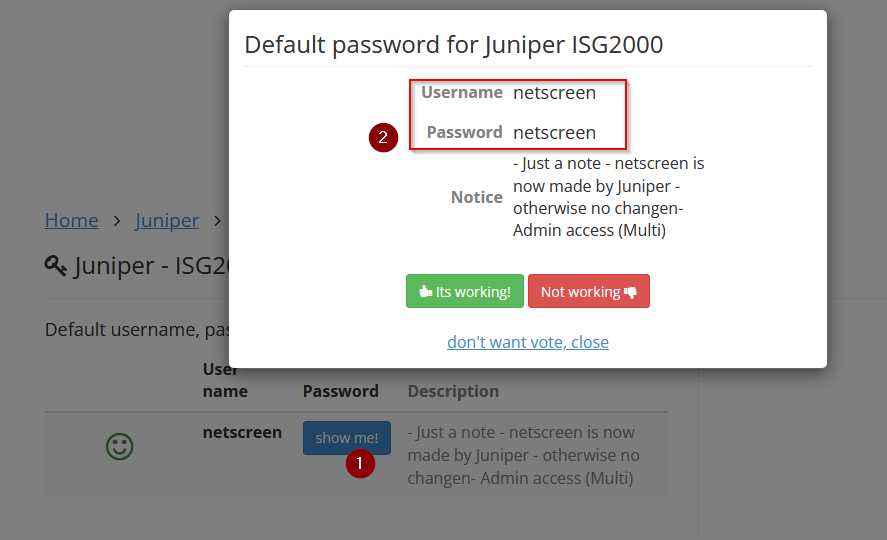 Default password for Juniper ISG2000
Username netscreen
2
Password netscreen
Notice
- Just a note - netscreen is
now made by Juniper -
otherwise no changen-
Admin access (Multi)
Its working!
Not working
don't want vote, close
Home > Juniper >
Juniper - ISG2
Default username, pas
User
name
Password
Description
netscreen
show me!
1
- Just a note - netscreen is now
made by Juniper - otherwise no
changen- Admin access (Multi)